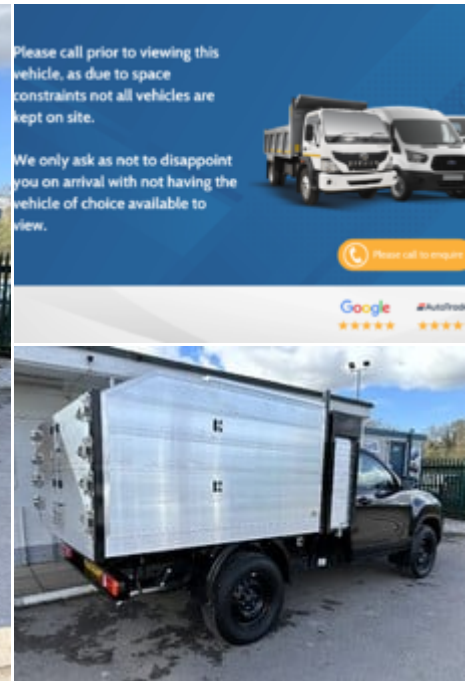 Please call prior to viewing this
vehicle, as due to space
constraints not all vehicles are
kept on site.
We only ask as not to disappoint
you on arrival with not having the
vehicle of choice available to
view.
Please call to enquire
Google
AutoTrad